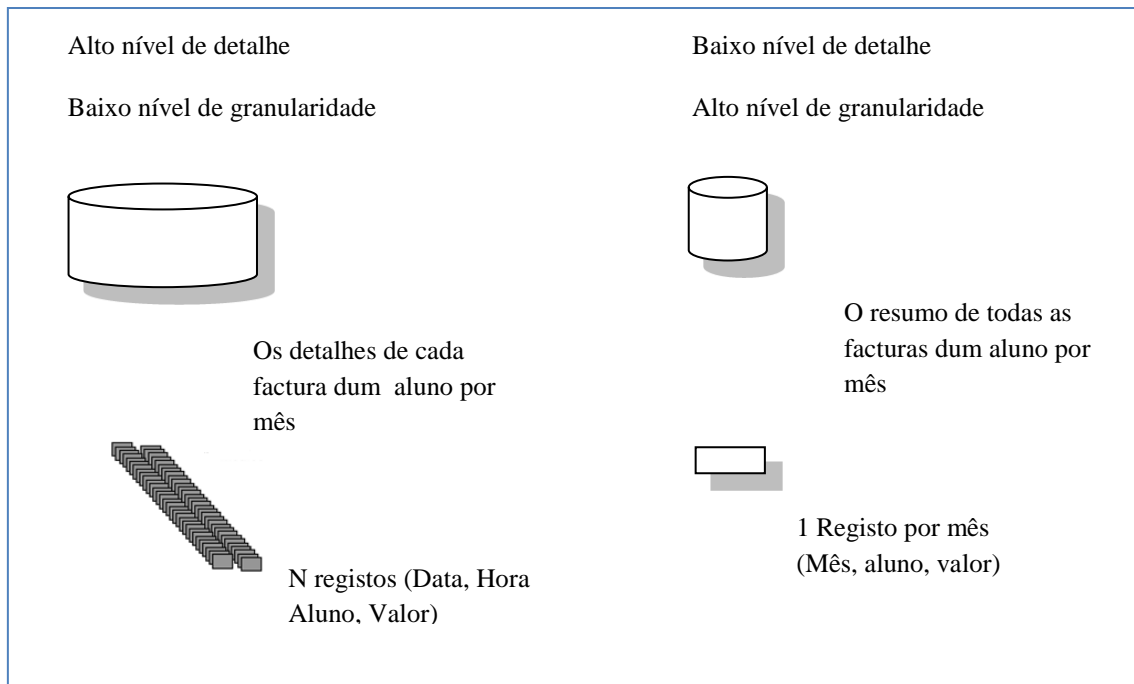 Alto nível de detalhe
Baixo nível de granularidade
Os detalhes de cada
factura dum aluno por
mês
N registos (Data, Hora
Aluno, Valor)
Baixo nível de detalhe
Alto nível de granularidade
O resumo de todas as
facturas dum aluno por
mês
1 Registo por mês
(Mês, aluno, valor)